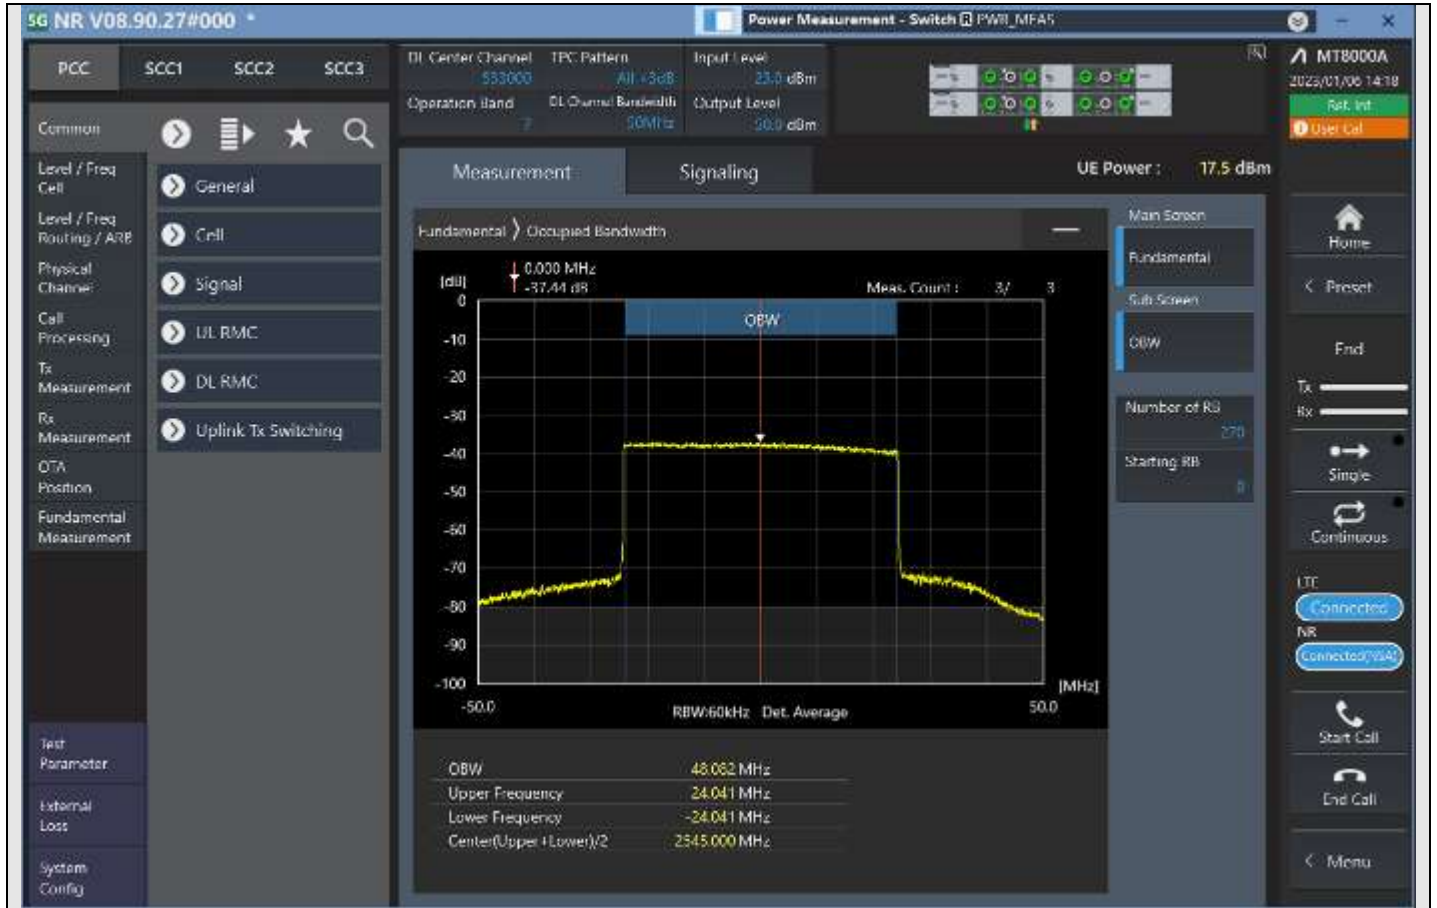 5G NR V08.90.27#000 *
Power Measurement - Switch PWR_MEAS
PCC SCC1 SCC2 SCC3
DL Center Channel
533000
TPC Pattern
All +3dB
Input Level
23.0 dBm
Operation Band
7
DL Channel Bandwidth
50MHz
Output Level
50.0 dBm
MT8000A
2023/01/06 14:18
Ref. Int
User Cal
Common
Level / Freq
Cell
Level / Freq
Routing / ARB
Physical
Channel
Call
Processing
Tx
Measurement
Rx
Measurement
OTA
Position
Fundamental
Measurement
Test
Parameter
External
Loss
System
Config
General
Cell
Signal
UL RMC
DL RMC
Uplink Tx Switching
Measurement Signaling
UE Power : 17.5 dBm
Fundamental ❭ Occupied Bandwidth
[dB]
0.000 MHz
-37.44 dB
Meas. Count : 3/ 3
OBW
0
-10
-20
-30
-40
-50
-60
-70
-80
-90
-100
-50.0
RBW:60kHz Det. Average
50.0
[MHz]
OBW 48.082 MHz
Upper Frequency 24.041 MHz
Lower Frequency -24.041 MHz
Center(Upper+Lower)/2 2545.000 MHz
Main Screen
Fundamental
Sub Screen
OBW
Number of RB
270
Starting RB
0
Home
< Preset
End
Tx
Rx
Single
Continuous
LTE
Connected
NR
Connected(NSA)
Start Call
End Call
< Menu